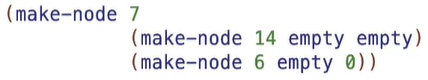 (make-node 7
(make-node 14 empty empty)
(make-node 6 empty 0))